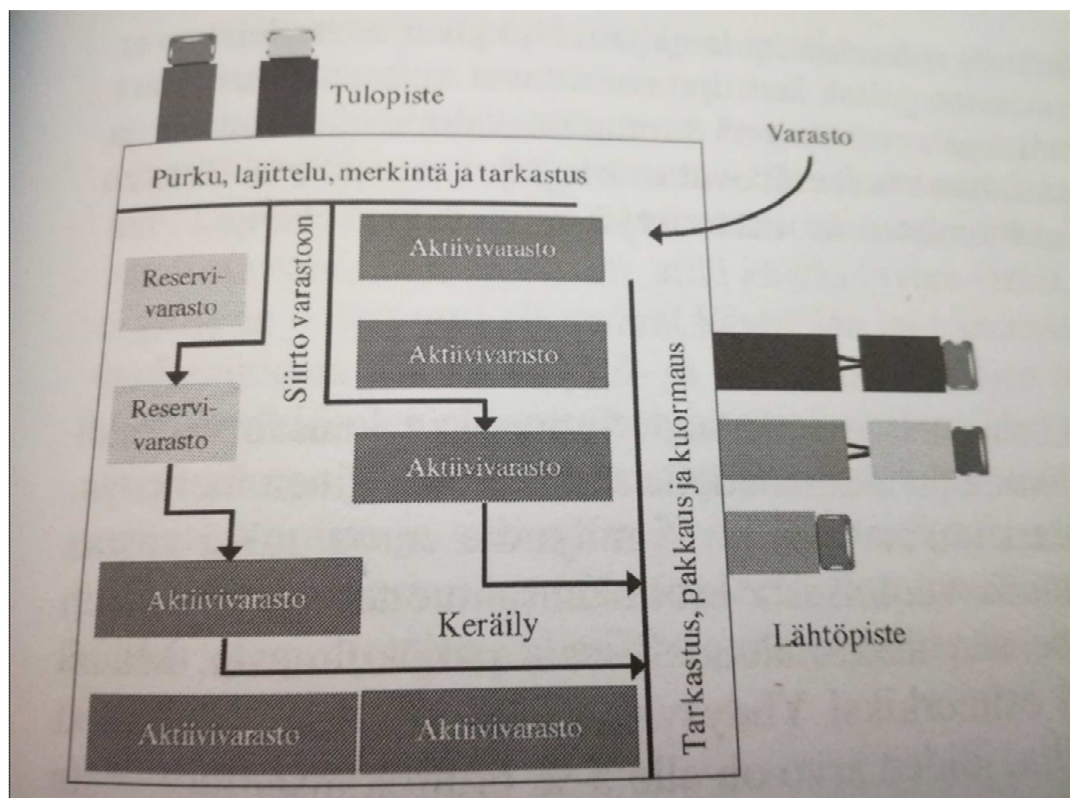 Tulopiste
Varasto
Purku, lajittelu, merkintä ja tarkastus
Siirto varastoon
Aktiivivarasto
Reservi-
varasto
Aktiivivarasto
Reservi-
varasto
Aktiivivarasto
Tarkastus, pakkaus ja kuormaus
Aktiivivarasto
Keräily
Lähtöpiste
Aktiivivarasto
Aktiivivarasto